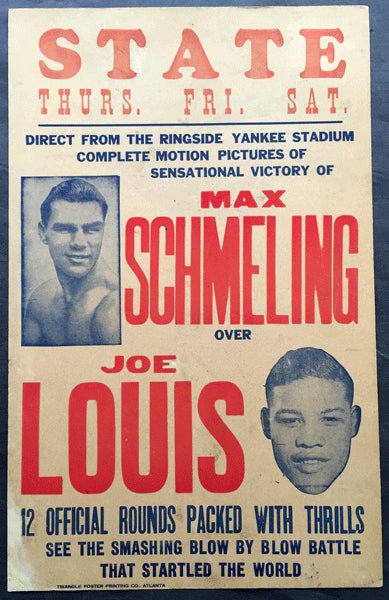 STATE
THURS. FRI. SAT.
DIRECT FROM THE RINGSIDE YANKEE STADIUM
COMPLETE MOTION PICTURES OF
SENSATIONAL VICTORY OF
MAX
SCHMELING
OVER
JOE
LOUIS
12 OFFICIAL ROUNDS PACKED WITH THRILLS
SEE THE SMASHING BLOW BY BLOW BATTLE
THAT STARTLED THE WORLD
TRIANGLE POSTER PRINTING CO., ATLANTA